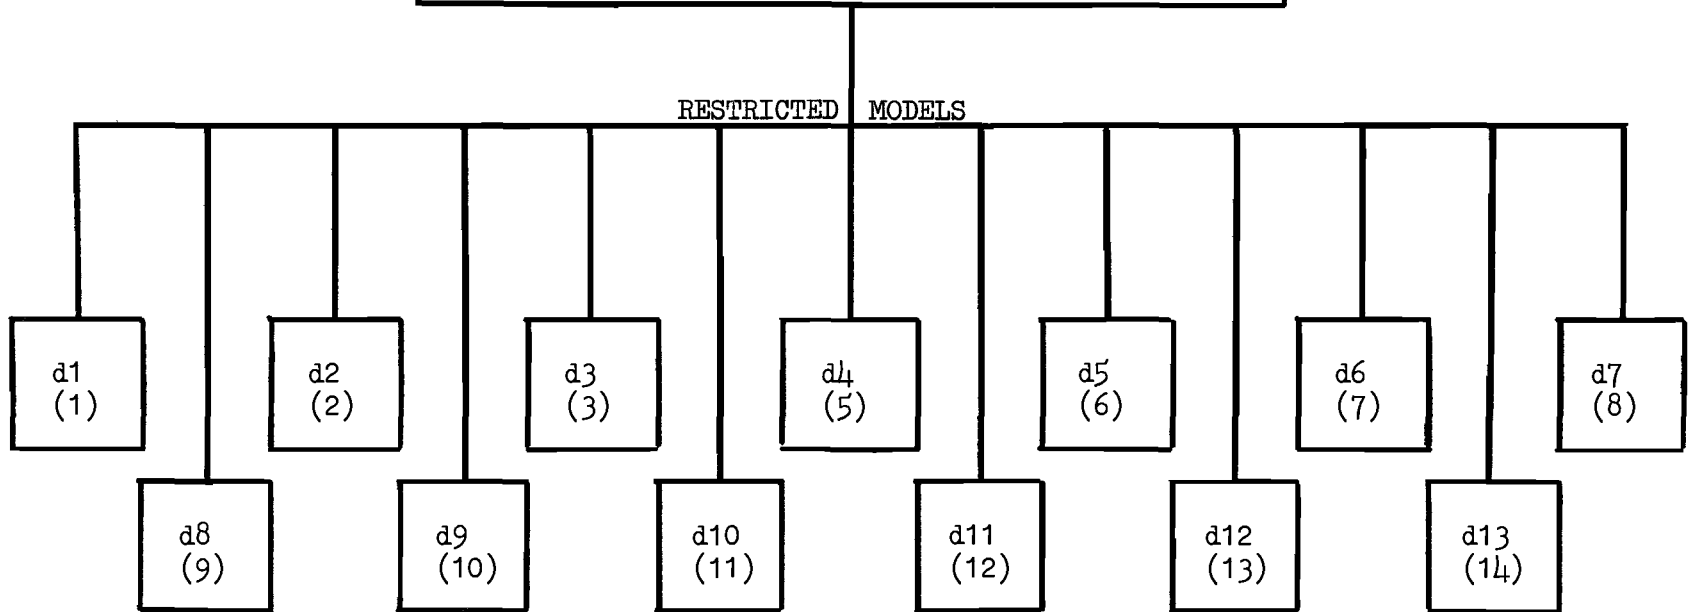 RESTRICTED MODELS
d1
(1)
d2
(2)
d3
(3)
d4
(5)
d5
(6)
d6
(7)
d7
(8)
d8
(9)
d9
(10)
d10
(11)
d11
(12)
d12
(13)
d13
(14)